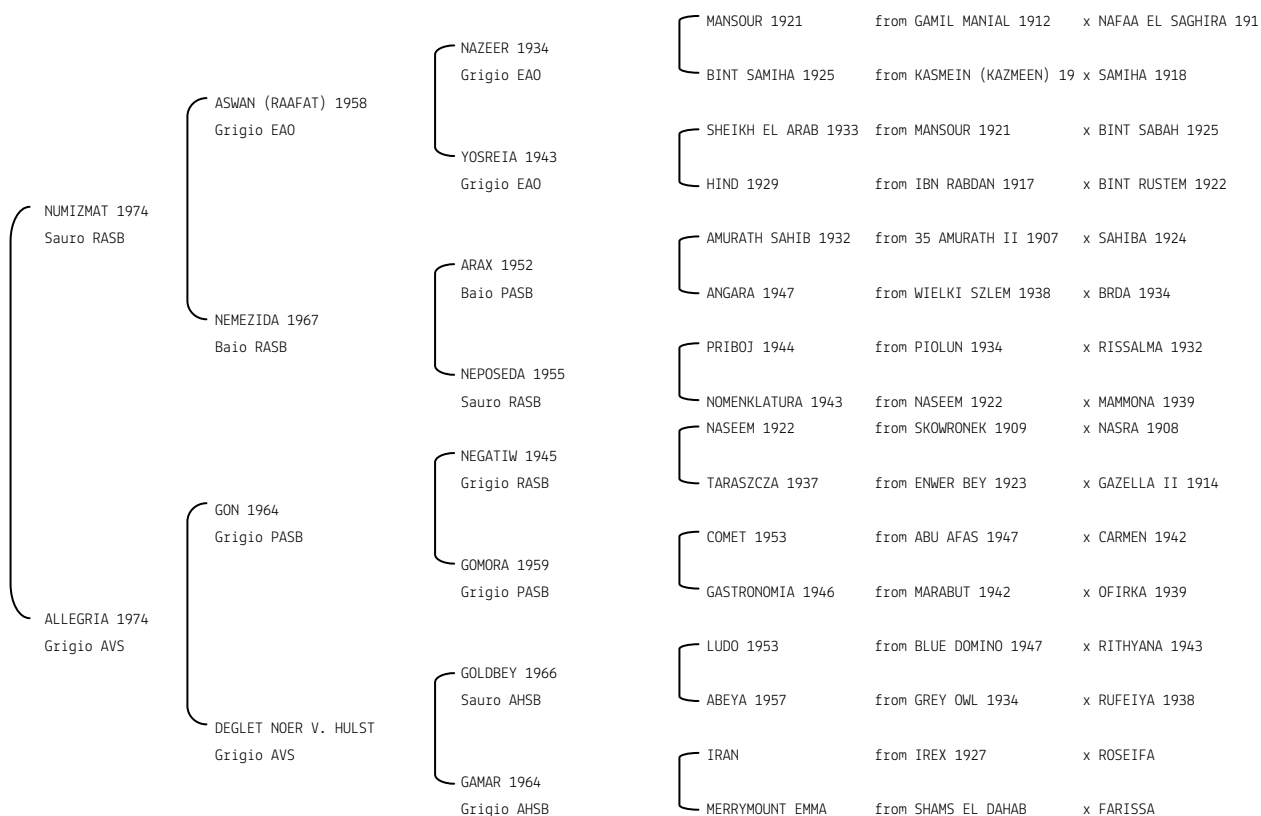 MANSOUR 1921 from GAMIL MANIAL 1912 x NAFAA EL SAGHIRA 191
NAZEER 1934
Grigio EAO
BINT SAMIHA 1925 from KASMEIN (KAZMEEN) 19 x SAMIHA 1918
ASWAN (RAAFAT) 1958
Grigio EAO
SHEIKH EL ARAB 1933 from MANSOUR 1921 x BINT SABAH 1925
YOSREIA 1943
Grigio EAO
HIND 1929 from IBN RABDAN 1917 x BINT RUSTEM 1922
NUMIZMAT 1974
Sauro RASB
AMURATH SAHIB 1932 from 35 AMURATH II 1907 x SAHIBA 1924
ARAX 1952
Baio PASB
ANGARA 1947 from WIELKI SZLEM 1938 x BRDA 1934
NEMEZIDA 1967
Baio RASB
PRIBOJ 1944 from PIOLUN 1934 x RISSALMA 1932
NEPOSEDA 1955
Sauro RASB
NOMENKLATURA 1943 from NASEEM 1922 x MAMMONA 1939
NASEEM 1922 from SKOWRONEK 1909 x NASRA 1908
NEGATIW 1945
Grigio RASB
TARASZCZA 1937 from ENWER BEY 1923 x GAZELLA II 1914
GON 1964
Grigio PASB
COMET 1953 from ABU AFAS 1947 x CARMEN 1942
GOMORA 1959
Grigio PASB
GASTRONOMIA 1946 from MARABUT 1942 x OFIRKA 1939
ALLEGRIA 1974
Grigio AVS
LUDO 1953 from BLUE DOMINO 1947 x RITHYANA 1943
GOLDBEY 1966
Sauro AHSB
ABEYA 1957 from GREY OWL 1934 x RUFEIYA 1938
DEGLET NOER V. HULST
Grigio AVS
IRAN from IREX 1927 x ROSEIFA
GAMAR 1964
Grigio AHSB
MERRYMOUNT EMMA from SHAMS EL DAHAB x FARISSA